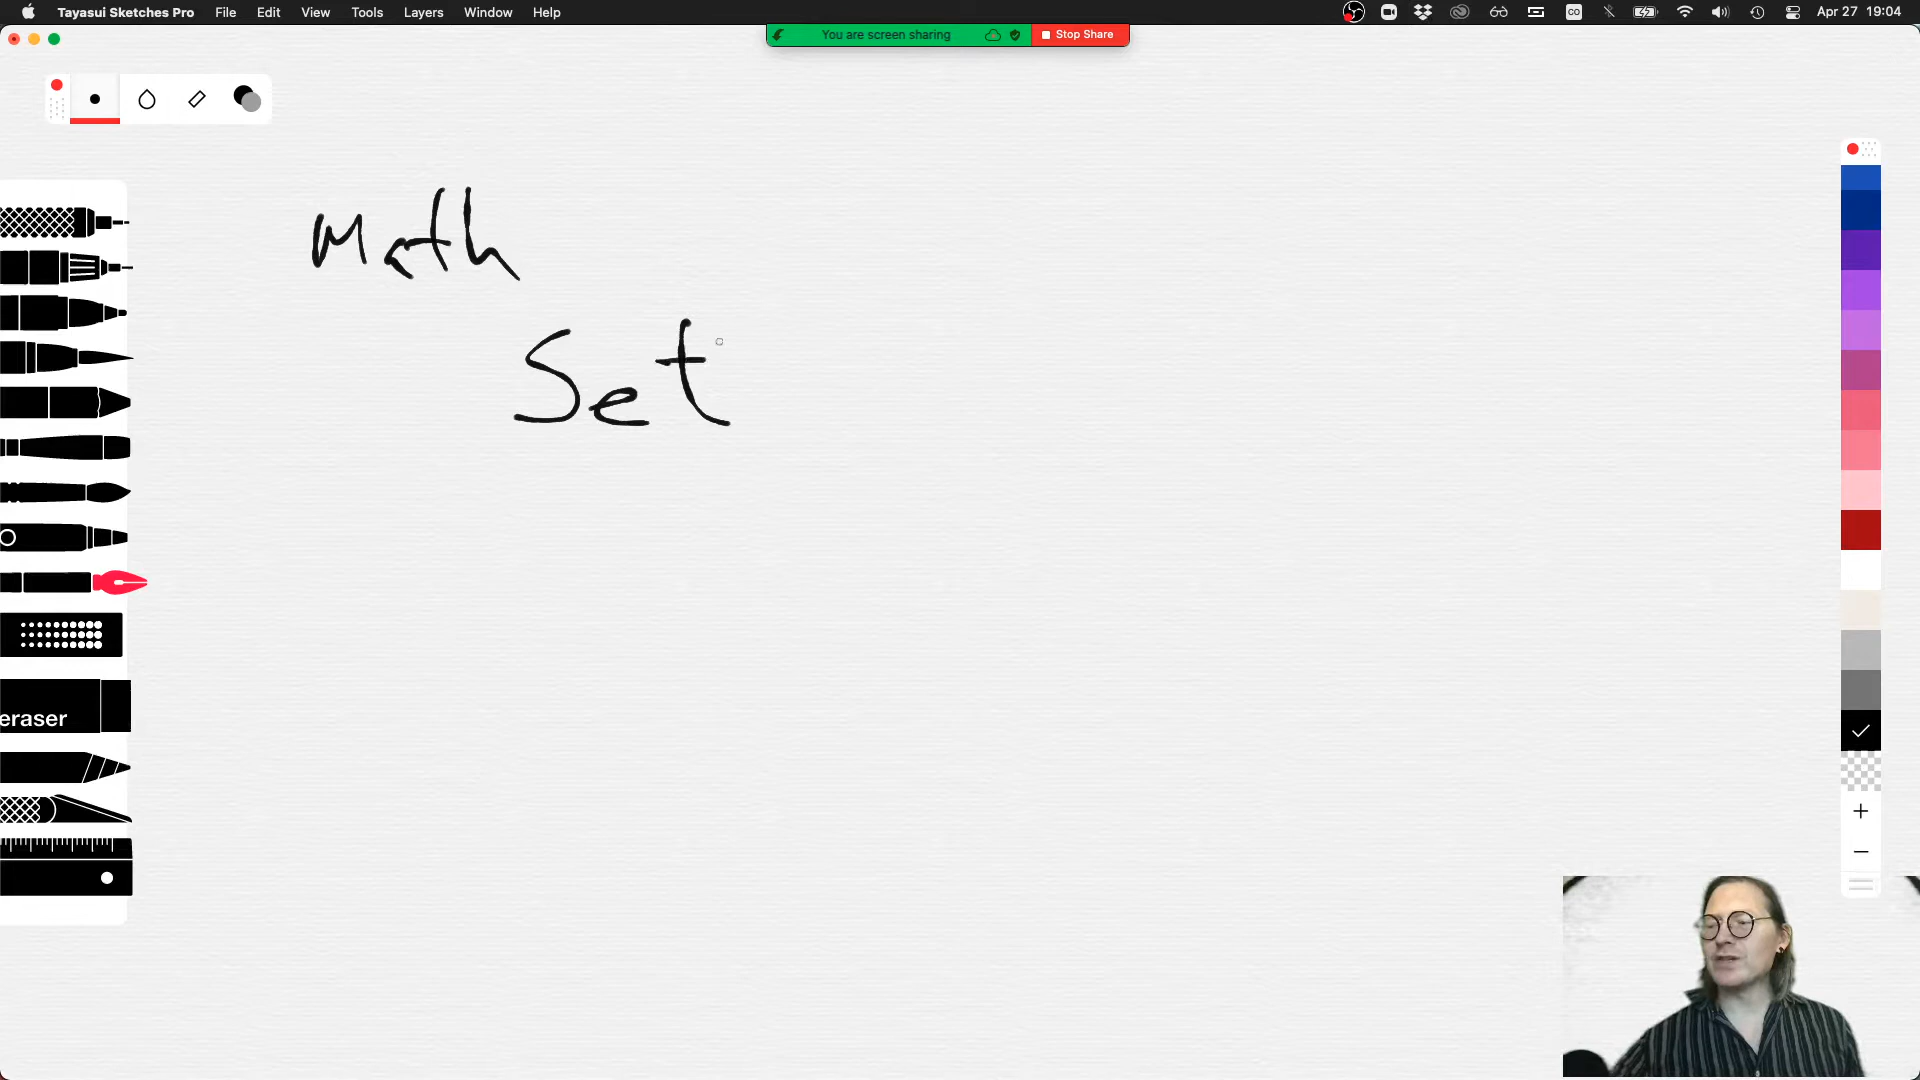 Tayasui Sketches Pro File Edit View Tools Layers Window Help Apr 27 19:04
You are screen sharing Stop Share
Math
Set
eraser